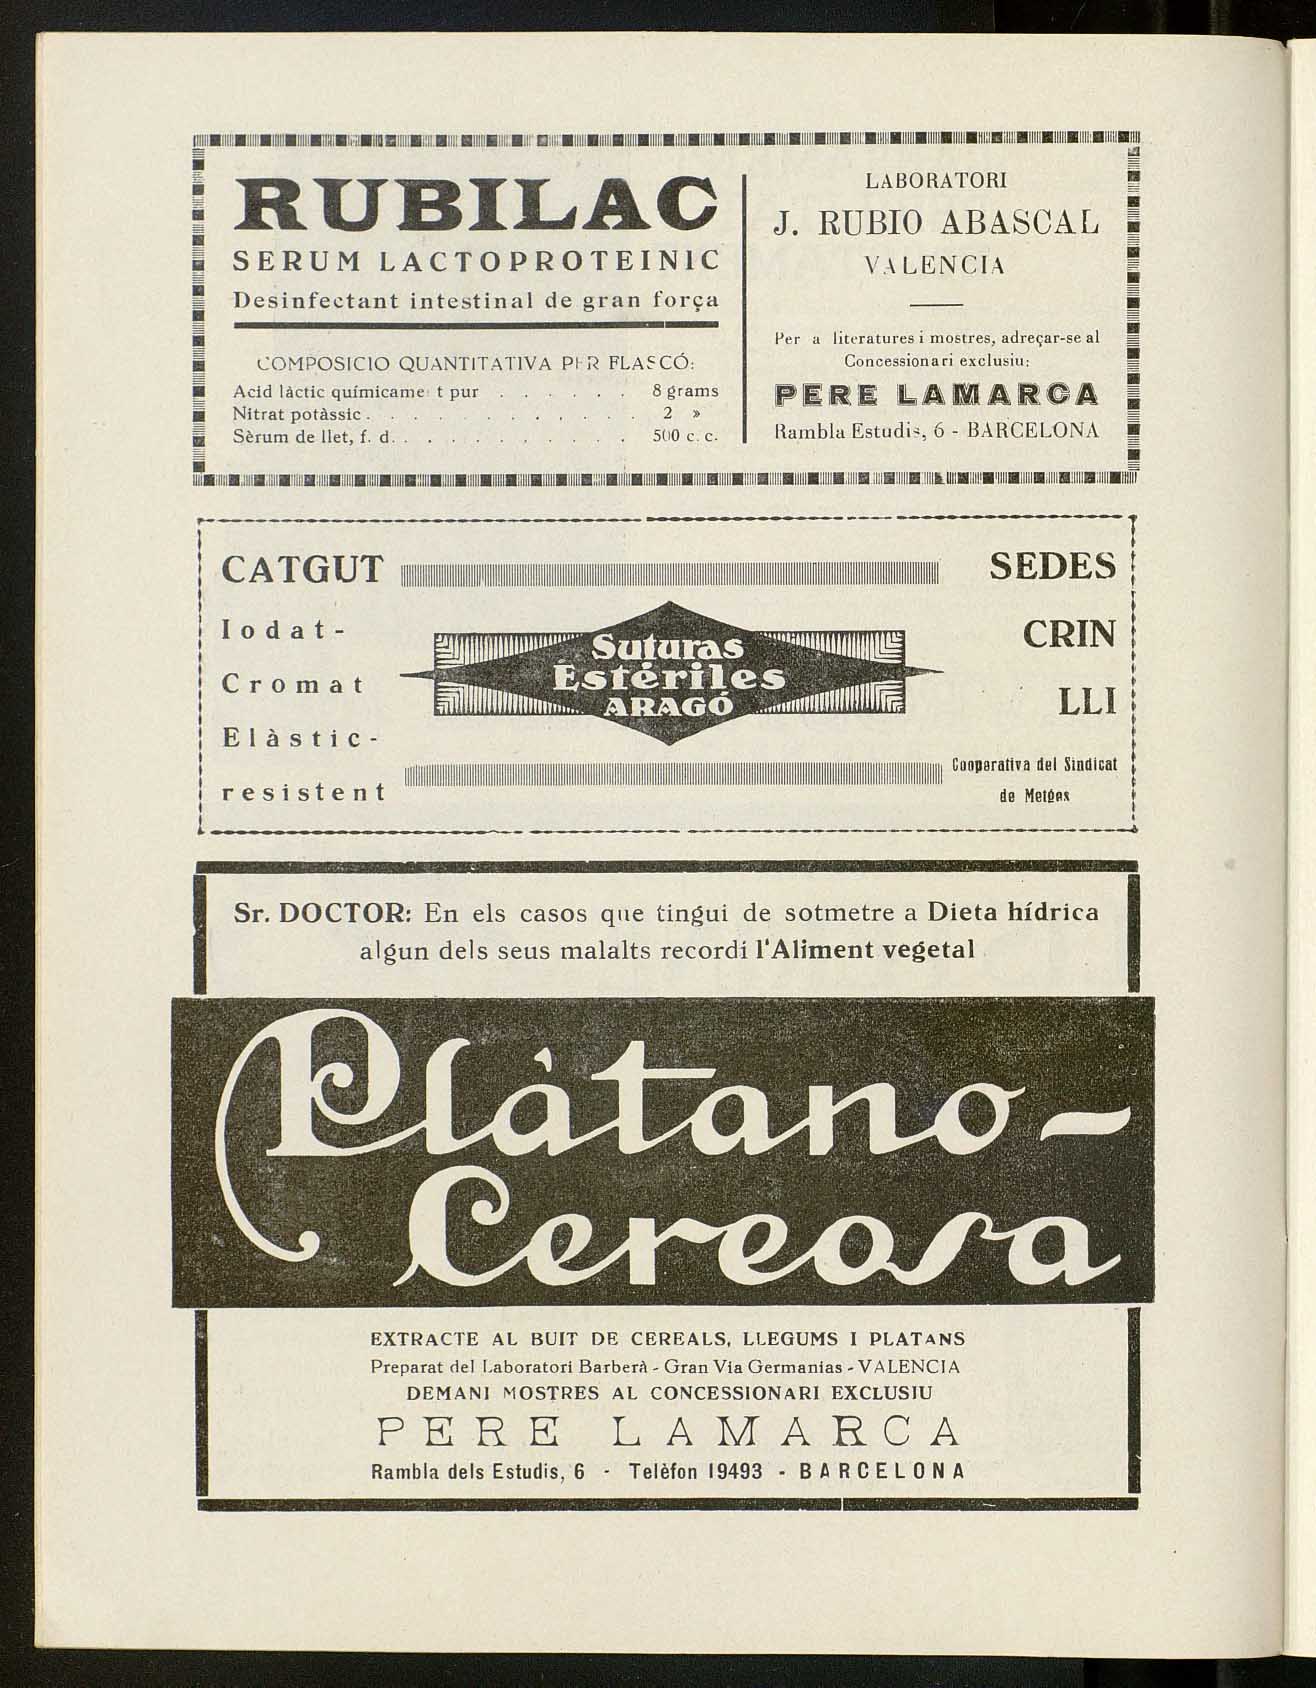 RUBILAC
SERUM LACTOPROTEINIC
Desinfectant intestinal de gran força
COMPOSICIO QUANTITATIVA PER FLASCÓ:
Acid làctic químicament pur . . . . . . 8 grams
Nitrat potàssic . . . . . . . . . . . 2 »
Sèrum de llet, f. d. . . . . . . . . . . 500 c. c.
LABORATORI
J. RUBIO ABASCAL
VALENCIA
Per a literatures i mostres, adreçar-se al
Concessionari exclusiu:
PERE LAMARCA
Rambla Estudis, 6 - BARCELONA
CATGUT
Iodat-
Cromat
Elàstic-
resistent
Suturas
Estériles
ARAGÓ
SEDES
CRIN
LLI
Cooperativa del Sindicat
de Metges
Sr. DOCTOR: En els casos que tingui de sotmetre a Dieta hídrica
algun dels seus malalts recordi l'Aliment vegetal
Plàtano-
Cereosa
EXTRACTE AL BUIT DE CEREALS, LLEGUMS I PLATANS
Preparat del Laboratori Barberà - Gran Via Germanias - VALENCIA
DEMANI MOSTRES AL CONCESSIONARI EXCLUSIU
PERE LAMARCA
Rambla dels Estudis, 6 - Telèfon 19493 - BARCELONA